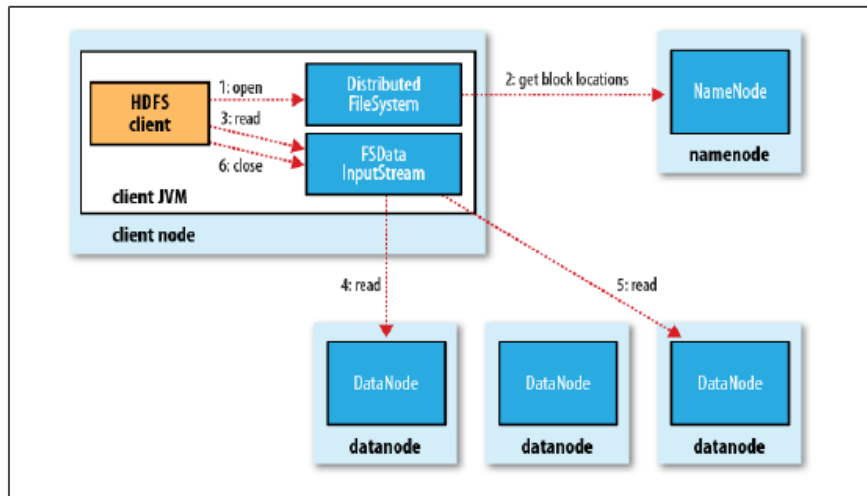 1: open
HDFS
client
3: read
6: close
Distributed
FileSystem
FSData
InputStream
client JVM
client node
2: get block locations
NameNode
namenode
4: read
5: read
DataNode
datanode
DataNode
datanode
DataNode
datanode